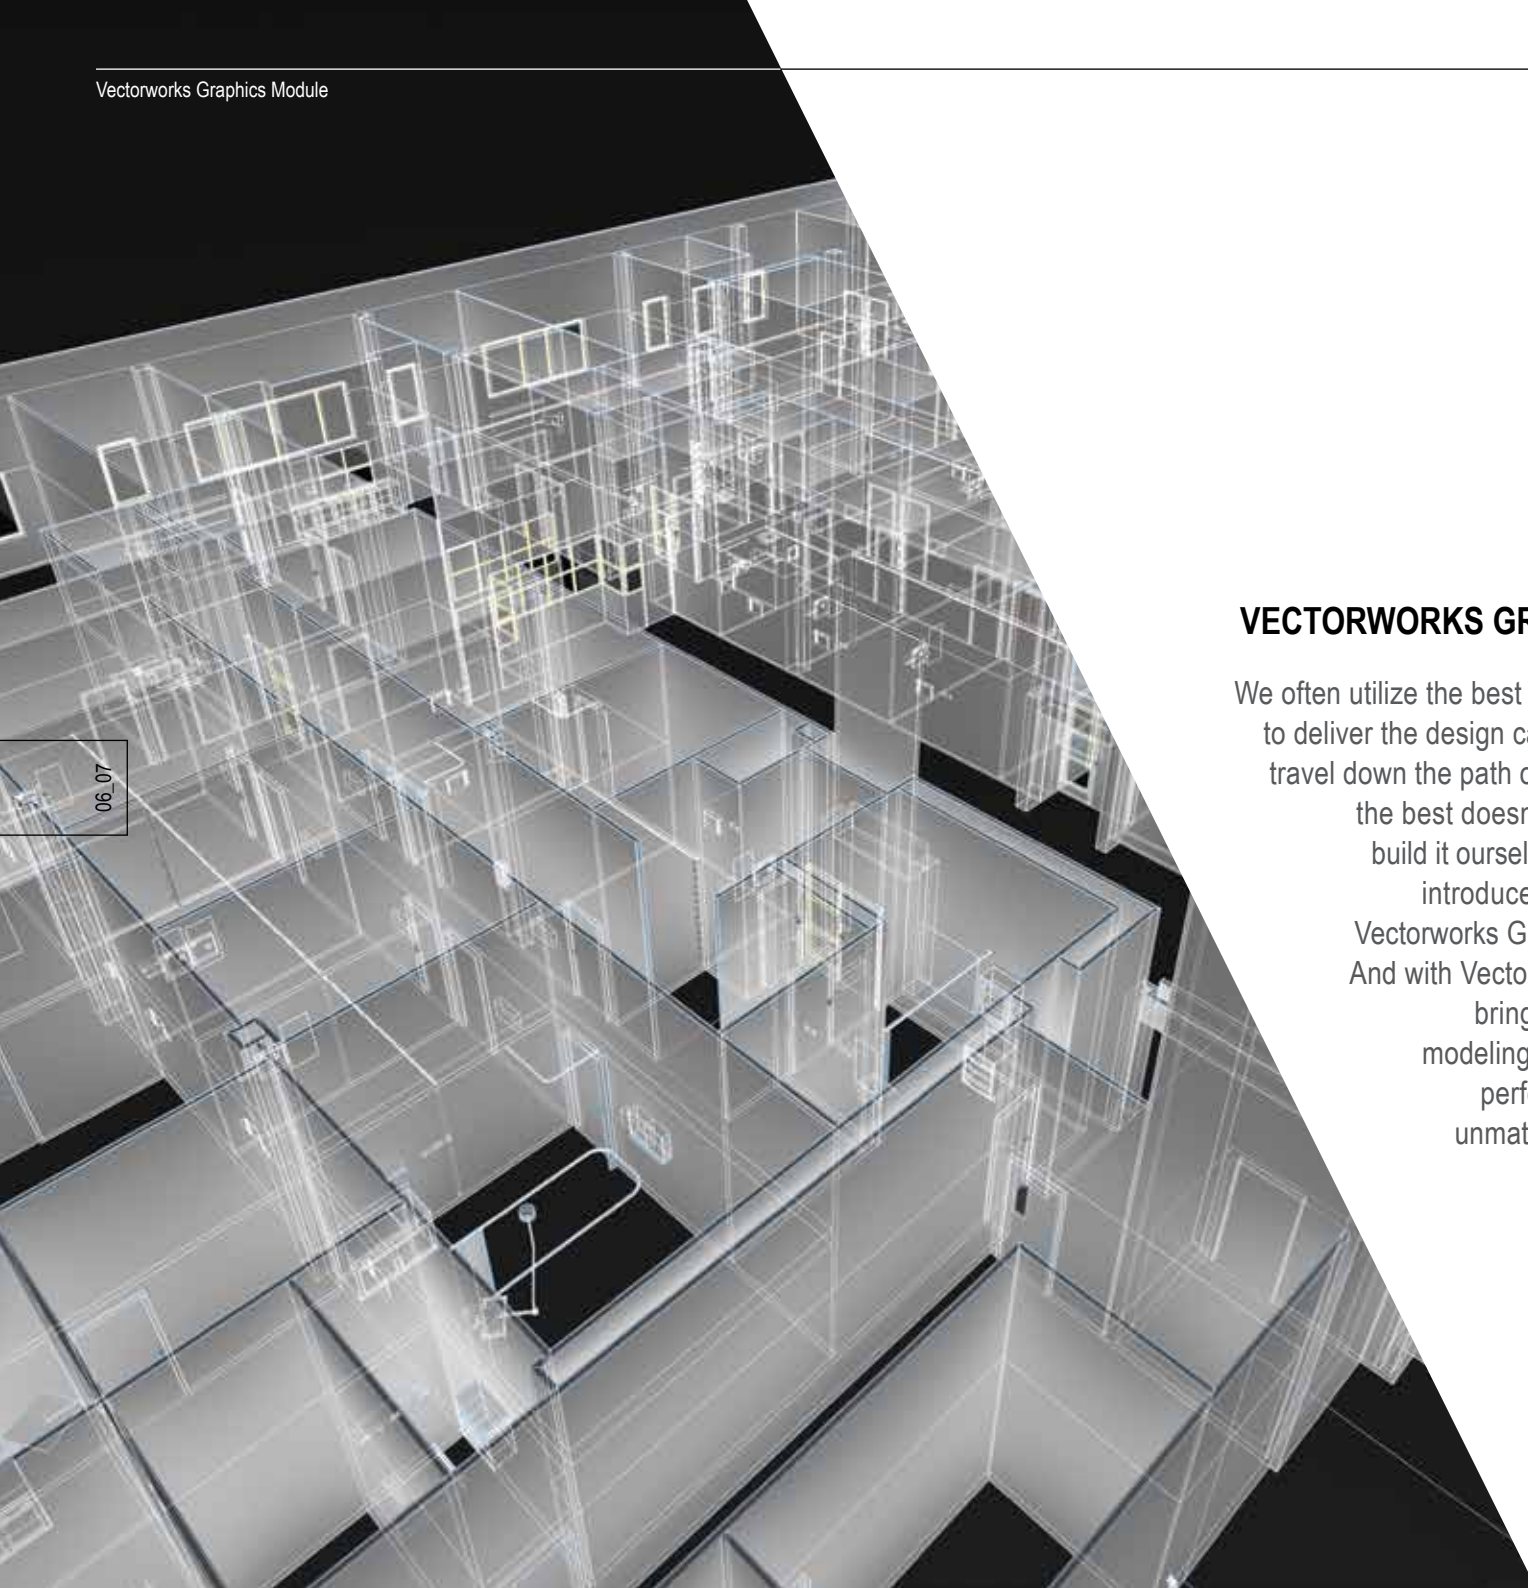 Vectorworks Graphics Module
06_07
VECTORWORKS GR
We often utilize the best
to deliver the design ca
travel down the path o
the best doesn
build it oursel
introduce
Vectorworks G
And with Vecto
bring
modeling
perf
unmat